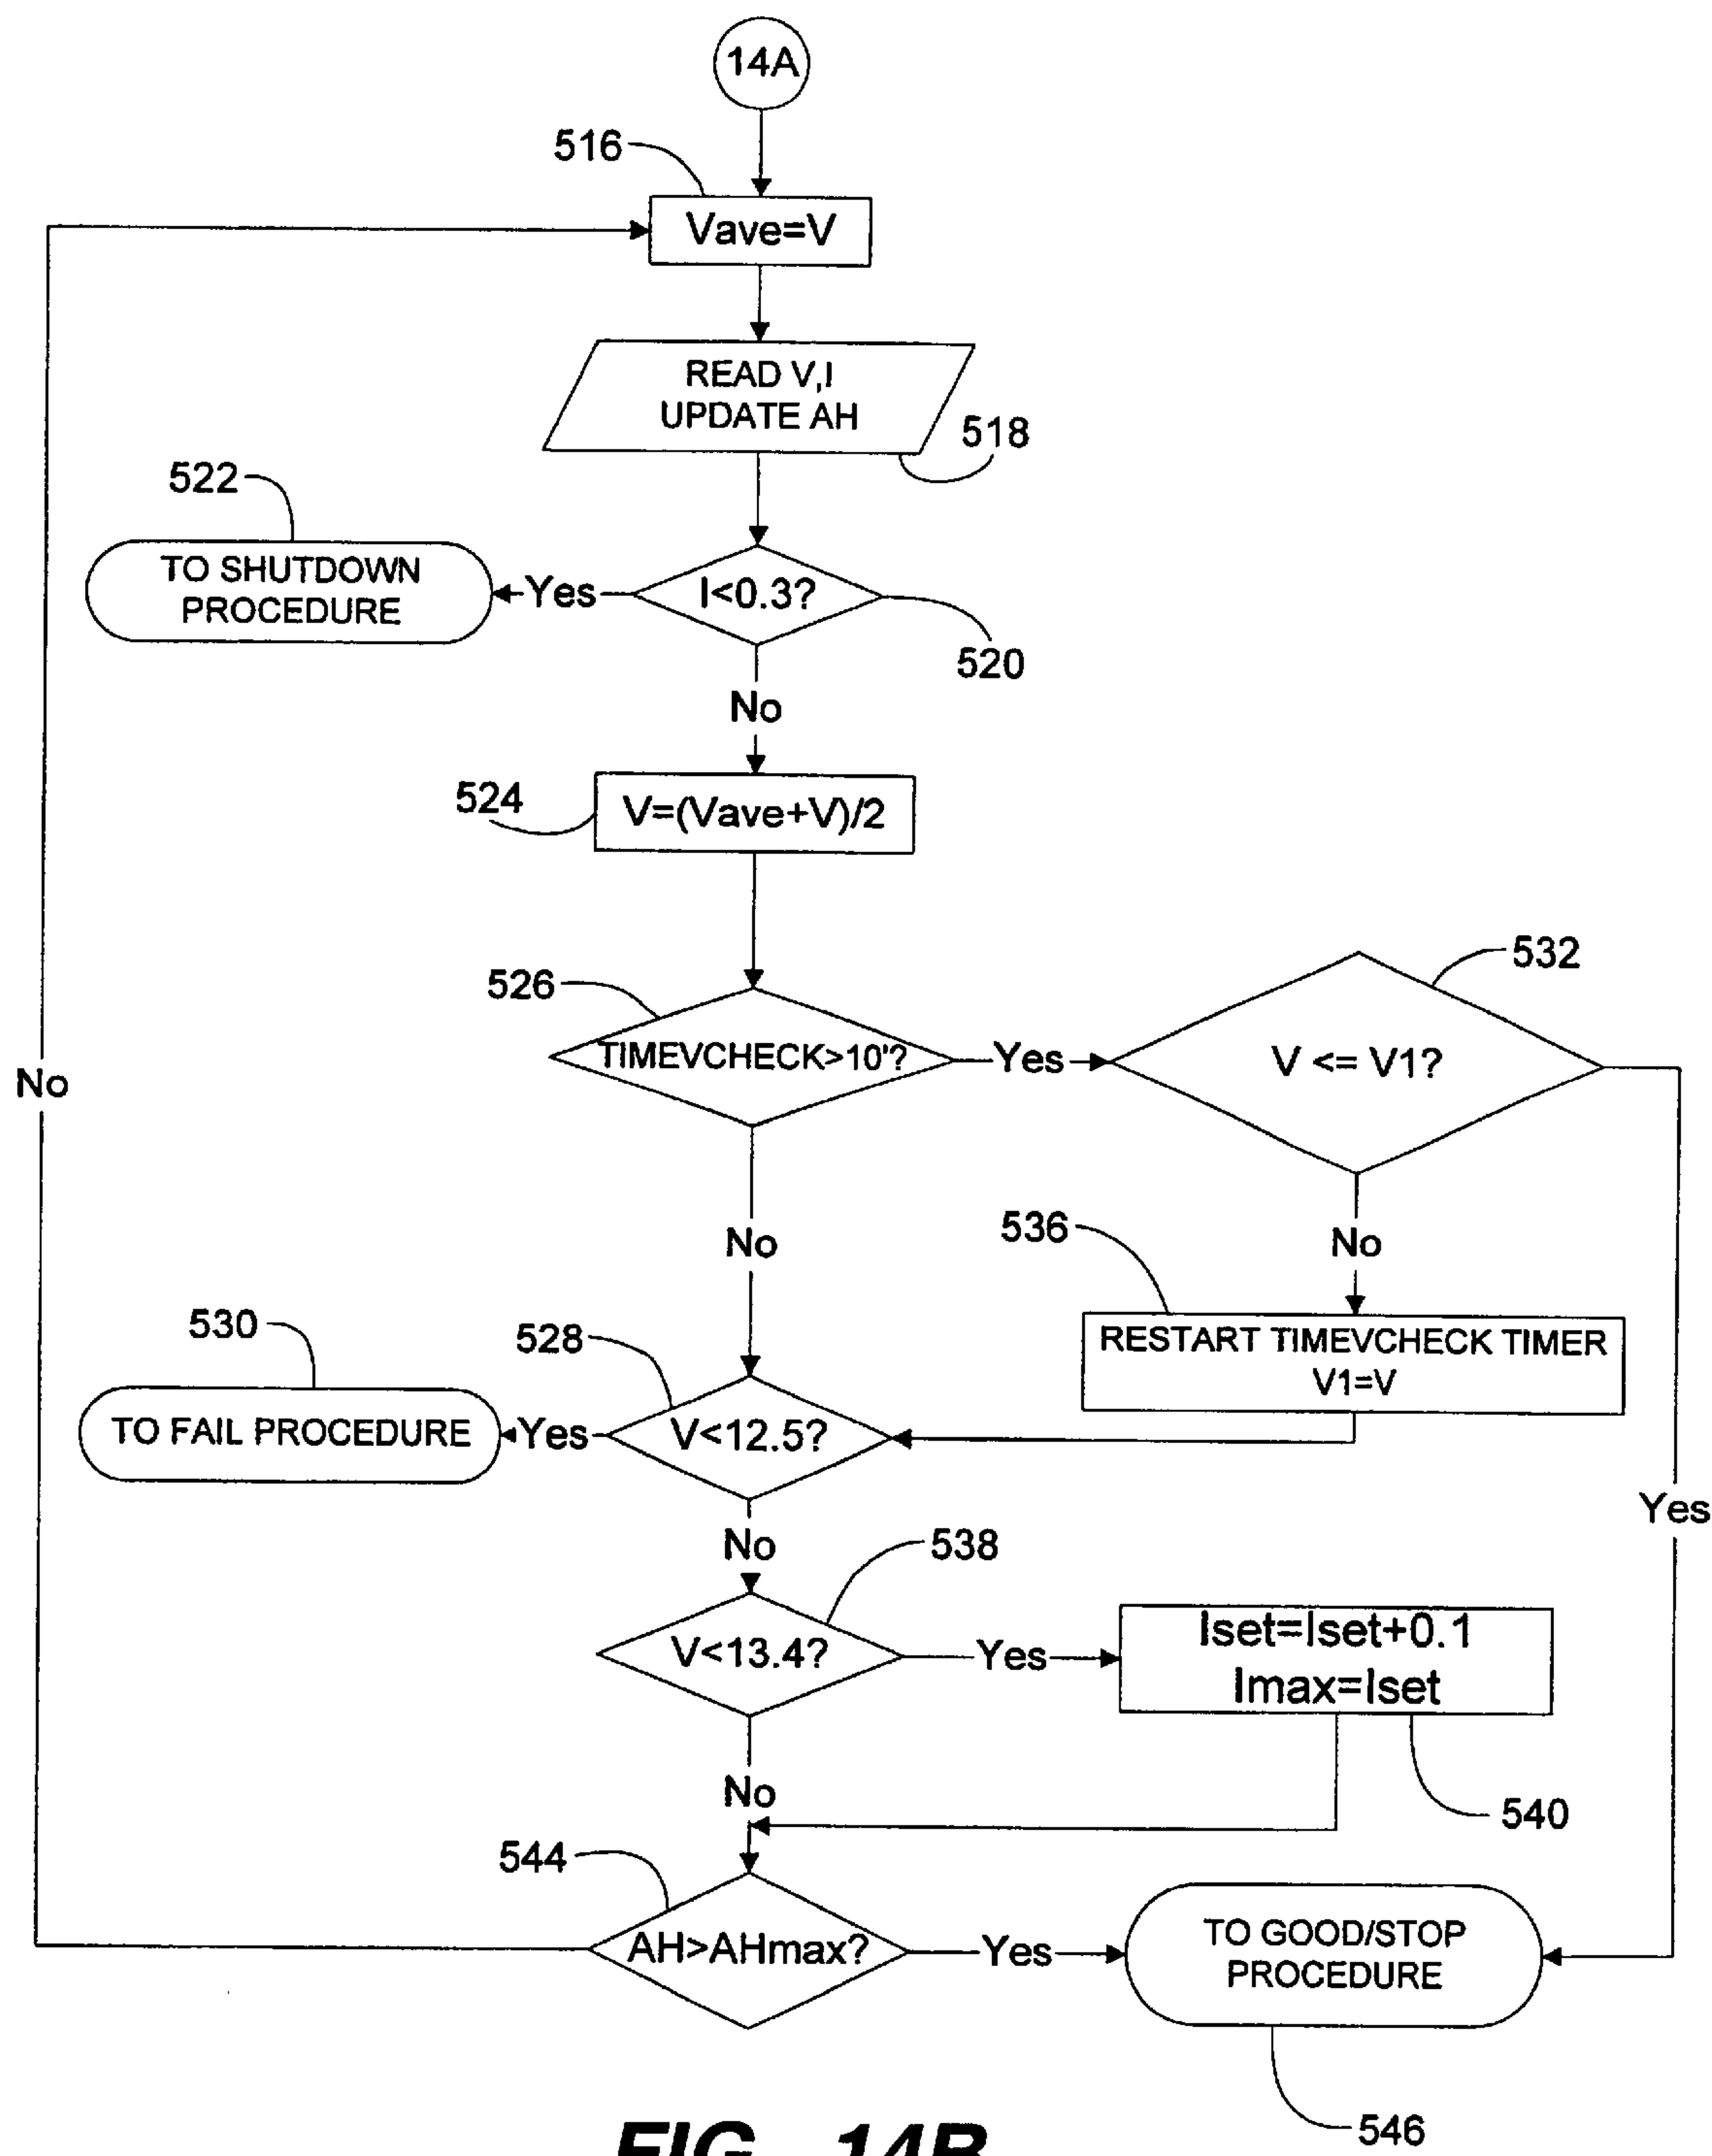 14A
516
Vave=V
READ V,I
UPDATE AH
518
522
TO SHUTDOWN
PROCEDURE
Yes
I<0.3?
520
No
524
V=(Vave+V)/2
526
TIMEVCHECK>10'?
Yes
532
V <= V1?
No
No
No
536
RESTART TIMEVCHECK TIMER
V1=V
530
528
TO FAIL PROCEDURE
Yes
V<12.5?
Yes
No
538
V<13.4?
Yes
Iset=Iset+0.1
Imax=Iset
No
540
544
AH>AHmax?
Yes
TO GOOD/STOP
PROCEDURE
546
FIG. 14B